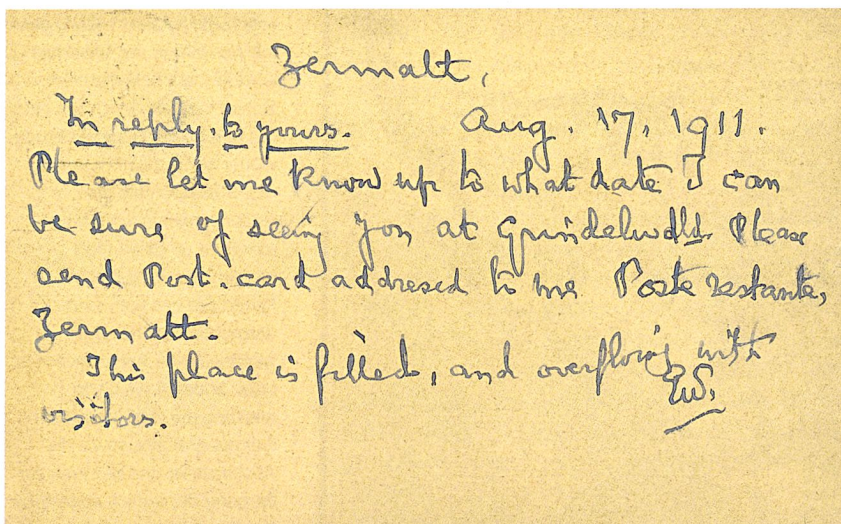 Zermatt,
In reply. to yours. Aug. 17, 1911.
Please let me know up to what date I can
be sure of seeing you at Grindelwald. Please
send Post. card addresed to me Poste restante,
Zermatt.
This place is filled, and overflowing with
visitors.